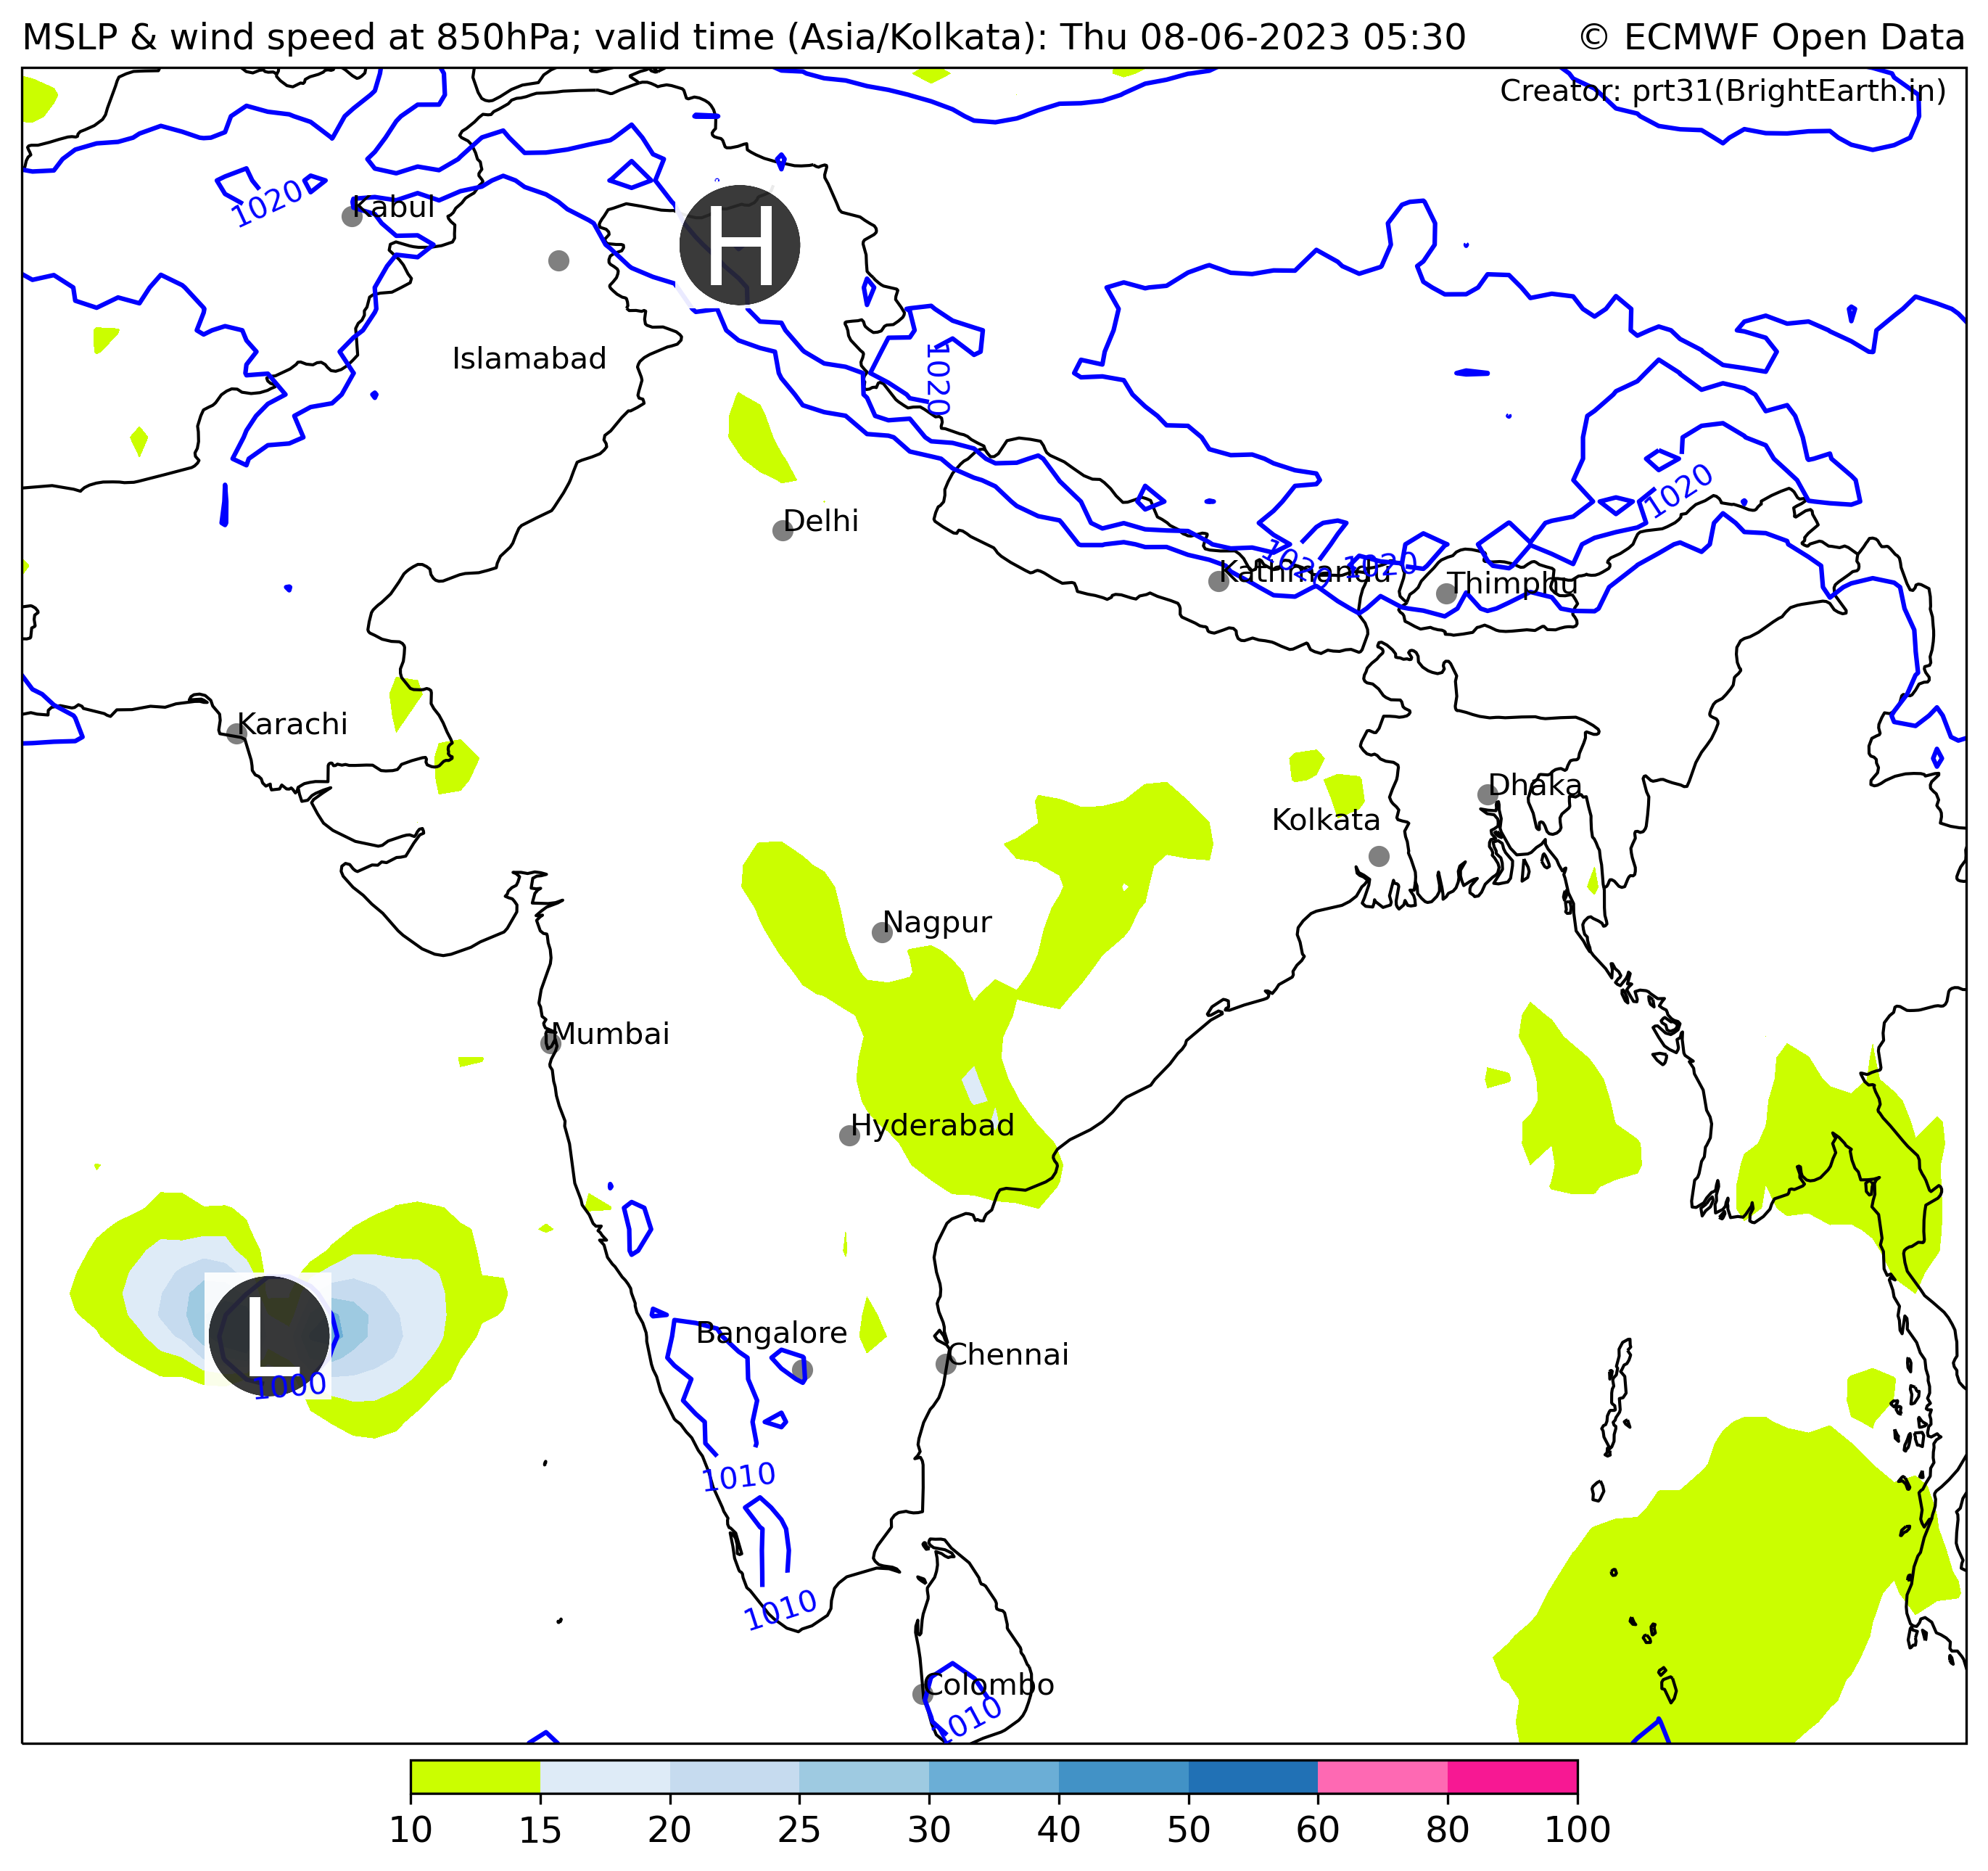 MSLP & wind speed at 850hPa; valid time (Asia/Kolkata): Thu 08-06-2023 05:30
© ECMWF Open Data
Creator: prt31(BrightEarth.in)
1020
Kabul
H
Islamabad
1020
Delhi
1020
1020
1020
Kathmandu
Thimphu
Karachi
Dhaka
Kolkata
Nagpur
Mumbai
Hyderabad
L
1000
Bangalore
Chennai
1010
1010
Colombo
1010
10 15 20 25 30 40 50 60 80 100